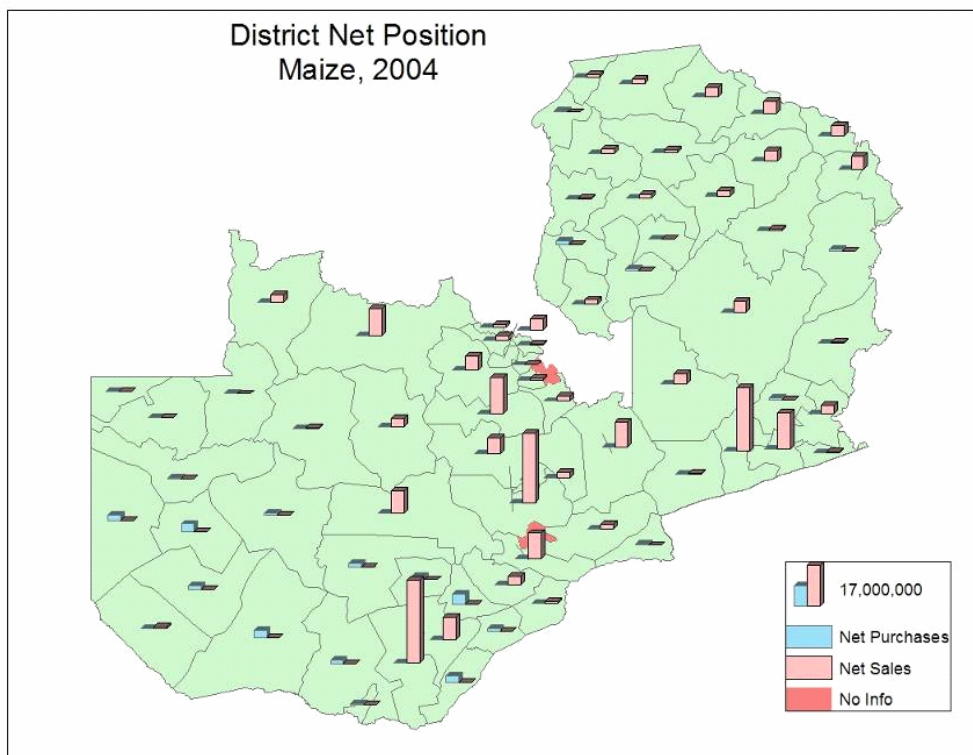 District Net Position
Maize, 2004
17,000,000
Net Purchases
Net Sales
No Info